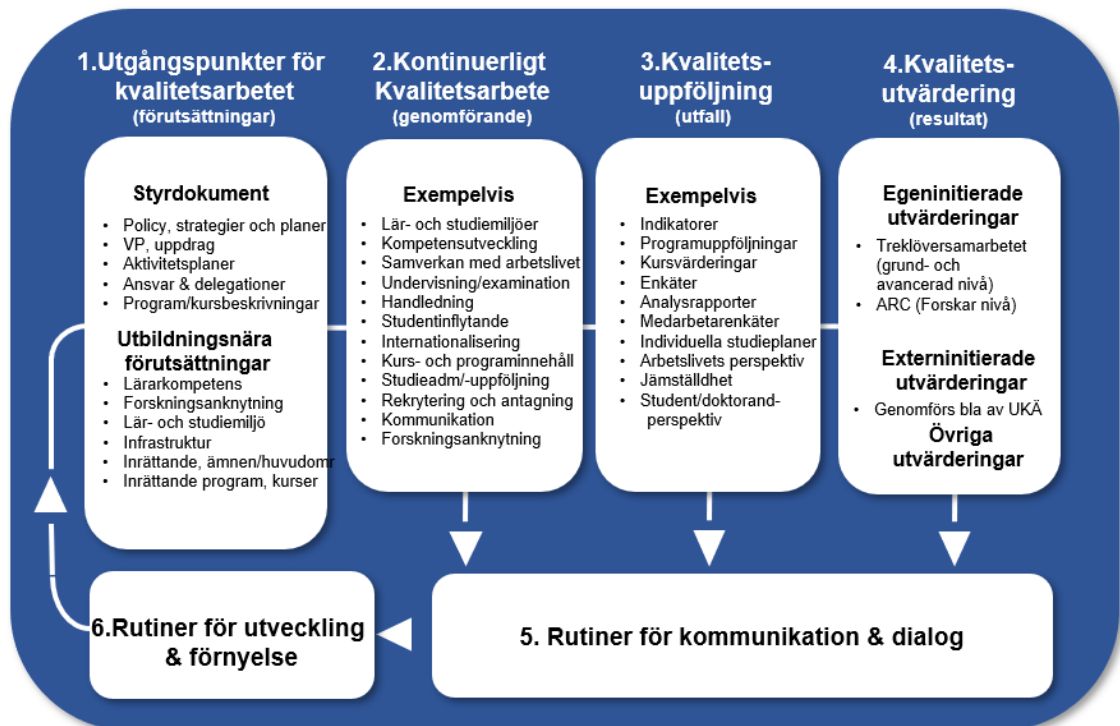 1.Utgångspunkter för
kvalitetsarbetet
(förutsättningar)
Styrdokument
• Policy, strategier och planer
• VP, uppdrag
• Aktivitetsplaner
• Ansvar & delegationer
• Program/kursbeskrivningar
Utbildningsnära
förutsättningar
• Lärarkompetens
• Forskningsanknytning
• Lär- och studiemiljö
• Infrastruktur
• Inrättande, ämnen/huvudomr
• Inrättande program, kurser
2.Kontinuerligt
Kvalitetsarbete
(genomförande)
Exempelvis
• Lär- och studiemiljöer
• Kompetensutveckling
• Samverkan med arbetslivet
• Undervisning/examination
• Handledning
• Studentinflytande
• Internationalisering
• Kurs- och programinnehåll
• Studieadm/-uppföljning
• Rekrytering och antagning
• Kommunikation
• Forskningsanknytning
3.Kvalitets-
uppföljning
(utfall)
Exempelvis
• Indikatorer
• Programuppföljningar
• Kursvärderingar
• Enkäter
• Analysrapporter
• Medarbetarenkäter
• Individuella studieplaner
• Arbetslivets perspektiv
• Jämställdhet
• Student/doktorand-
perspektiv
4.Kvalitets-
utvärdering
(resultat)
Egeninitierade
utvärderingar
• Treklöversamarbetet
(grund- och
avancerad nivå)
• ARC (Forskar nivå)
Externinitierade
utvärderingar
• Genomförs bla av UKÄ
Övriga
utvärderingar
5. Rutiner för kommunikation & dialog
6.Rutiner för utveckling
& förnyelse